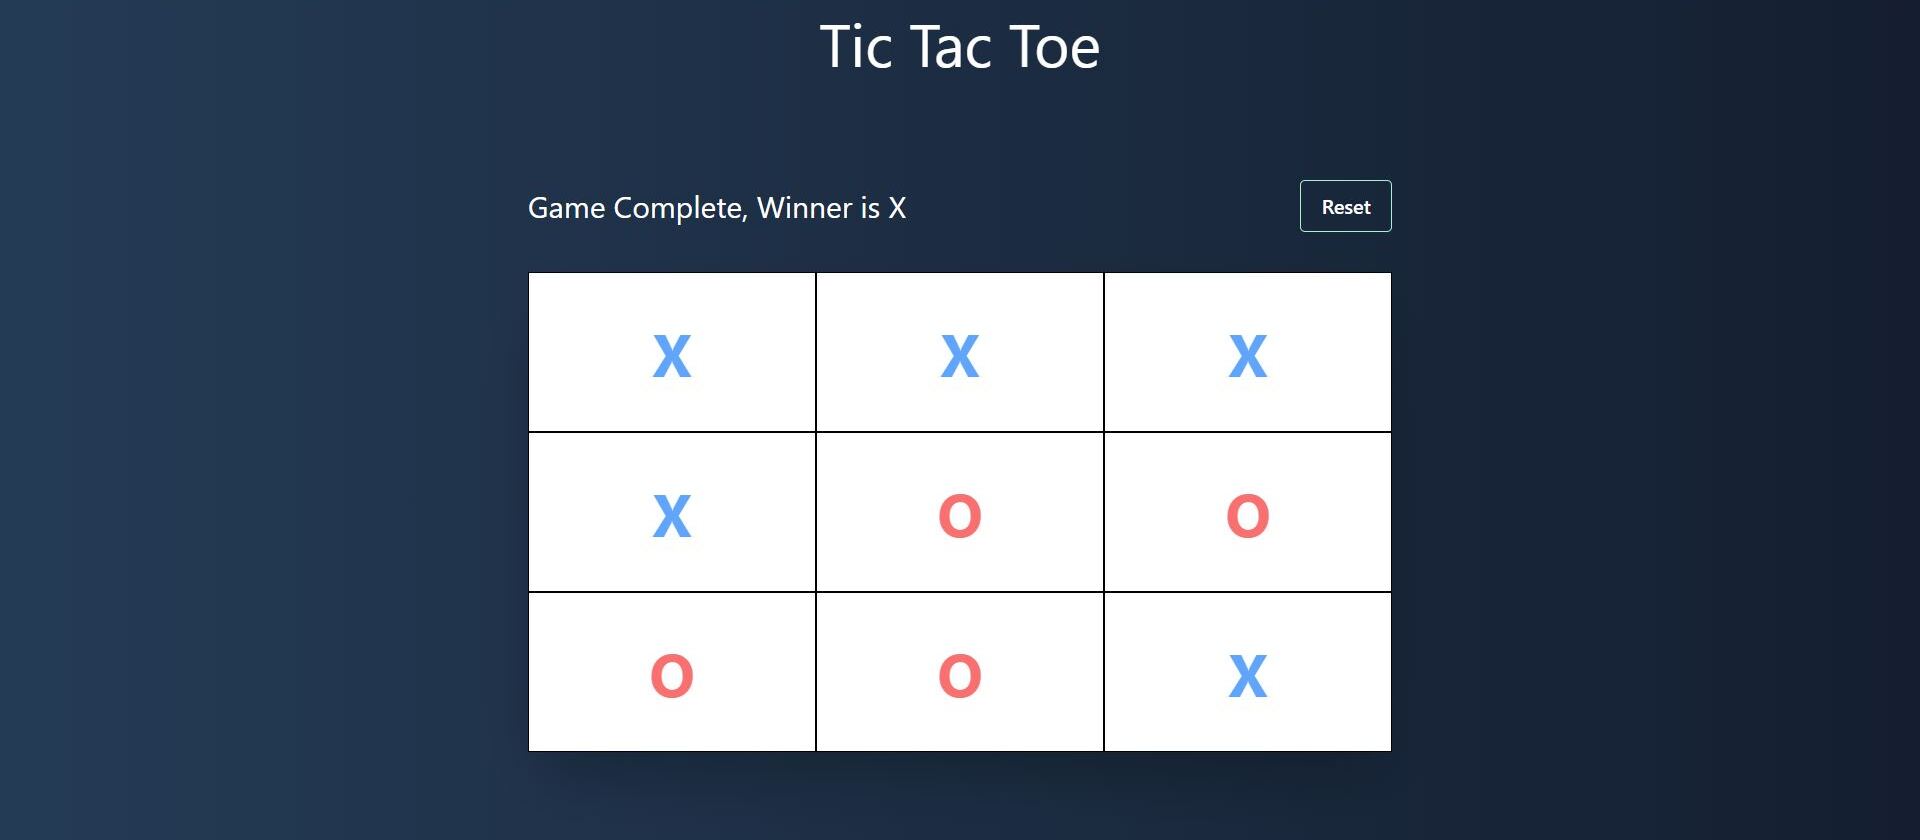 Tic Tac Toe
Game Complete, Winner is X
Reset
X X X
X O O
O O X